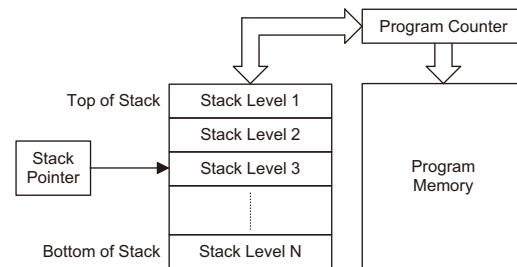 Program Counter
Top of Stack
Stack Level 1
Stack Level 2
Stack
Pointer
Stack Level 3
Program
Memory
Bottom of Stack
Stack Level N